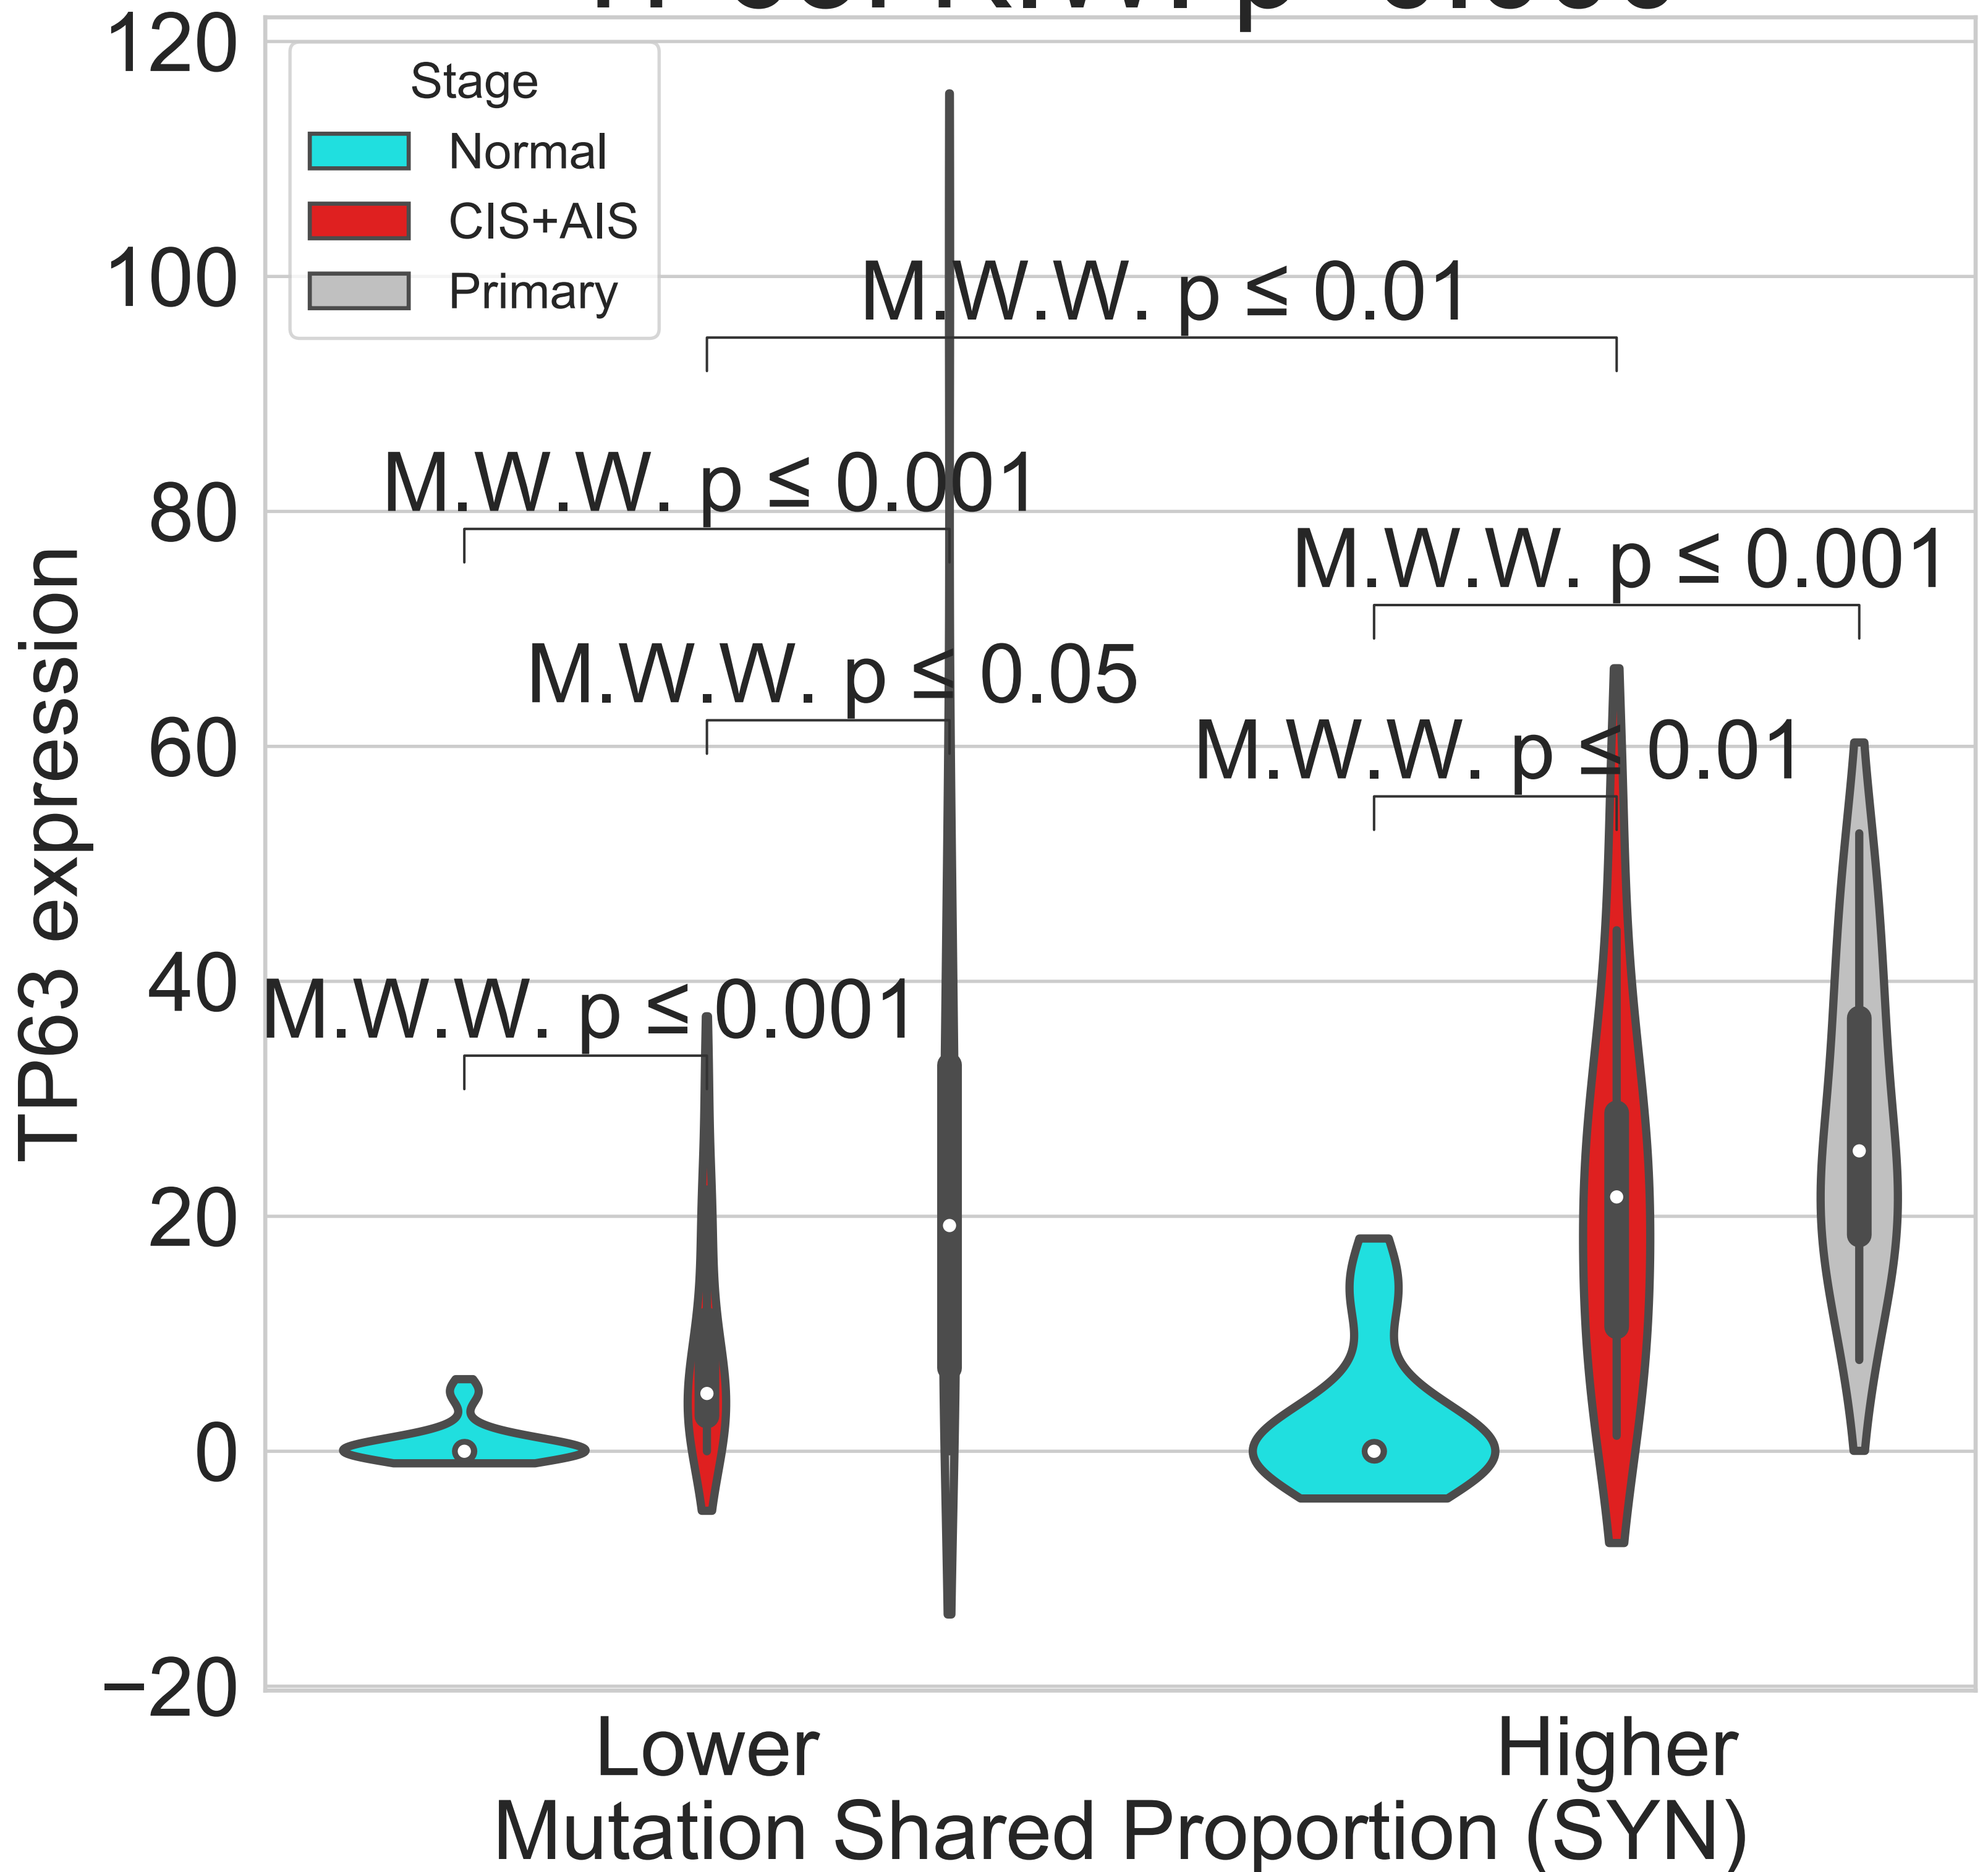 120
100
80
60
40
20
0
−20
TP63 expression
Stage
Normal
CIS+AIS
Primary
M.W.W. p ≤ 0.01
M.W.W. p ≤ 0.001
M.W.W. p ≤ 0.001
M.W.W. p ≤ 0.05
M.W.W. p ≤ 0.01
M.W.W. p ≤ 0.001
Lower
Higher
Mutation Shared Proportion (SYN)